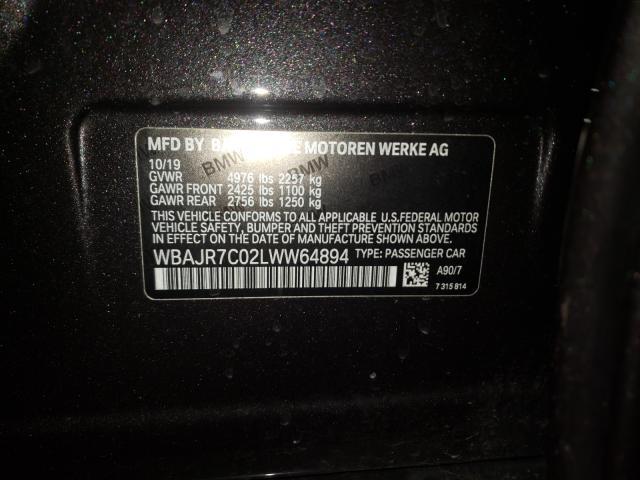 MFD BY MOTOREN WERKE AG
10/19
GVWR 4976 lbs 2257 kg
GAWR FRONT 2425 lbs 1100 kg
GAWR REAR 2756 lbs 1250 kg
THIS VEHICLE CONFORMS TO ALL APPLICABLE U.S.FEDERAL MOTOR
VEHICLE SAFETY, BUMPER AND THEFT PREVENTION STANDARDS
IN EFFECT ON THE DATE OF MANUFACTURE SHOWN ABOVE.
WBAJR7C02LWW64894 TYPE: PASSENGER CAR
A90/7
7 315 814
BMW
BMW